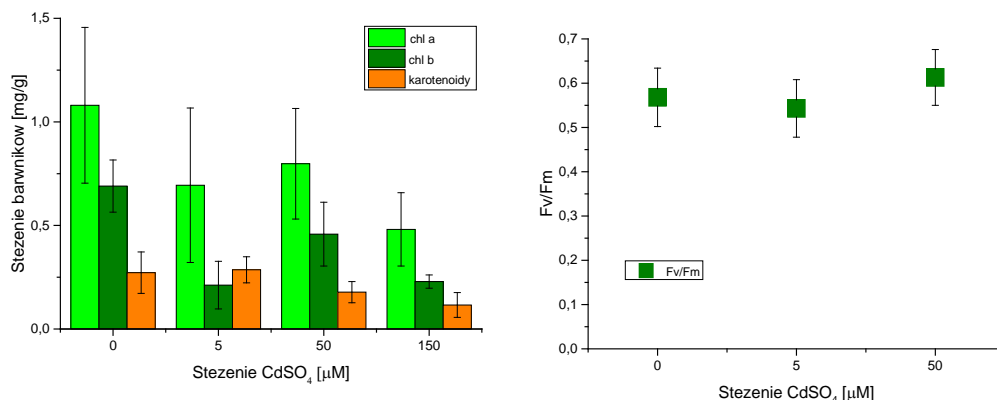 1,5
1,0
0,5
0,0
Stezenie barwnikow [mg/g]
chl a
chl b
karotenoidy
0 5 50 150
Stezenie CdSO₄ [μM]
0,7
0,6
0,5
0,4
0,3
0,2
0,1
0,0
Fv/Fm
Fv/Fm
0 5 50
Stezenie CdSO₄ [μM]